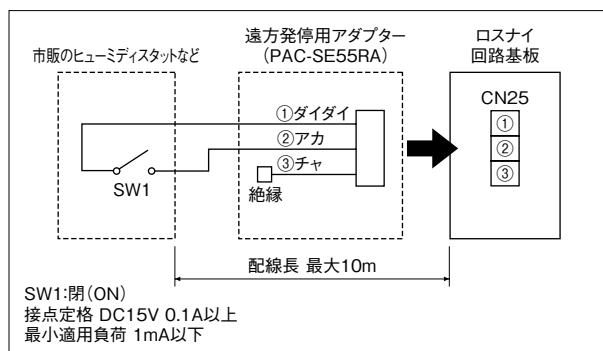 市販のヒューミディスタットなど
遠方発停用アダプター
（PAC-SE55RA）
ロスナイ
回路基板
CN25
①ダイダイ
②アカ
③チャ
絶縁
SW1
①
②
③
配線長 最大10m
SW1:閉（ON）
接点定格 DC15V 0.1A以上
最小適用負荷 1mA以下